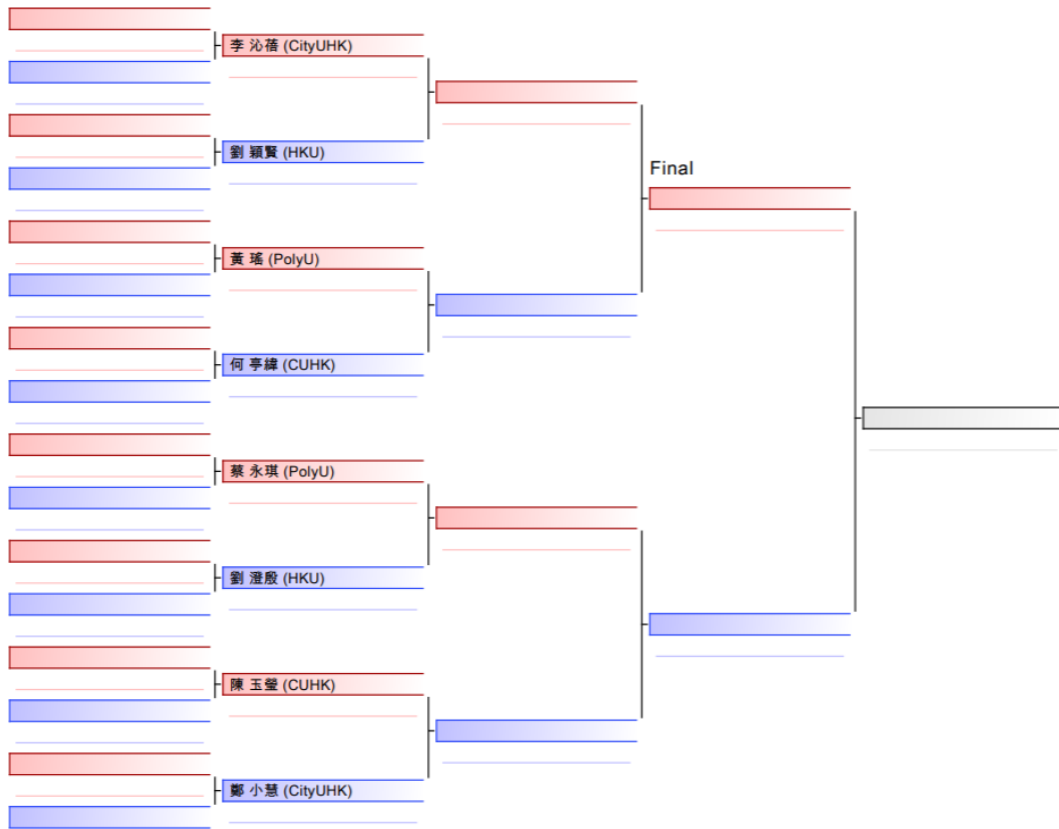 李 沁蓓 (CityUHK)
劉 穎賢 (HKU)
Final
黃 瑤 (PolyU)
何 亭緯 (CUHK)
蔡 永琪 (PolyU)
劉 澄殷 (HKU)
陳 玉瑩 (CUHK)
鄭 小慧 (CityUHK)